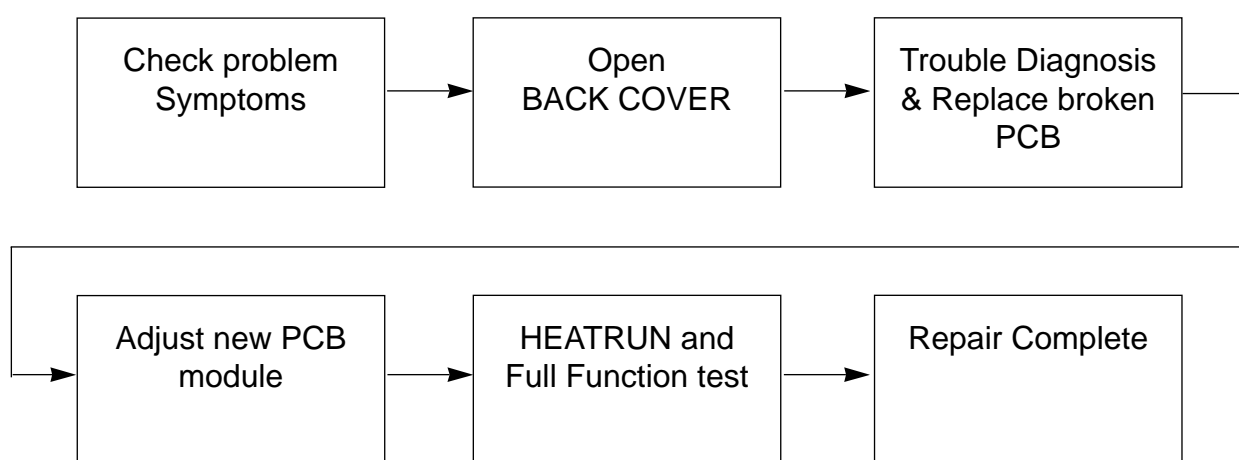 Check problem
Symptoms
Open
BACK COVER
Trouble Diagnosis
& Replace broken
PCB
Adjust new PCB
module
HEATRUN and
Full Function test
Repair Complete